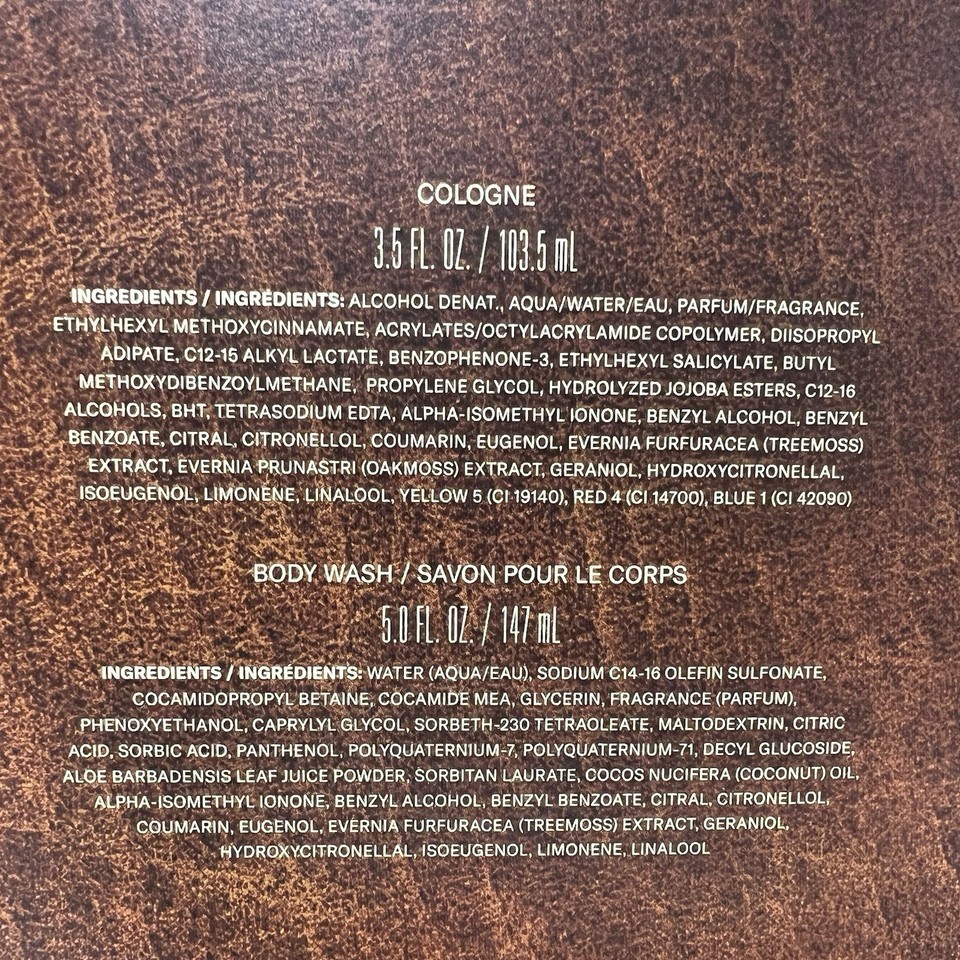 COLOGNE
3.5 FL. OZ. / 103.5 mL
INGREDIENTS / INGRÉDIENTS: ALCOHOL DENAT., AQUA/WATER/EAU, PARFUM/FRAGRANCE,
ETHYLHEXYL METHOXYCINNAMATE, ACRYLATES/OCTYLACRYLAMIDE COPOLYMER, DIISOPROPYL
ADIPATE, C12-15 ALKYL LACTATE, BENZOPHENONE-3, ETHYLHEXYL SALICYLATE, BUTYL
METHOXYDIBENZOYLMETHANE, PROPYLENE GLYCOL, HYDROLYZED JOJOBA ESTERS, C12-16
ALCOHOLS, BHT, TETRASODIUM EDTA, ALPHA-ISOMETHYL IONONE, BENZYL ALCOHOL, BENZYL
BENZOATE, CITRAL, CITRONELLOL, COUMARIN, EUGENOL, EVERNIA FURFURACEA (TREEMOSS)
EXTRACT, EVERNIA PRUNASTRI (OAKMOSS) EXTRACT, GERANIOL, HYDROXYCITRONELLAL,
ISOEUGENOL, LIMONENE, LINALOOL, YELLOW 5 (CI 19140), RED 4 (CI 14700), BLUE 1 (CI 42090)
BODY WASH / SAVON POUR LE CORPS
5.0 FL. OZ. / 147 mL
INGREDIENTS / INGRÉDIENTS: WATER (AQUA/EAU), SODIUM C14-16 OLEFIN SULFONATE,
COCAMIDOPROPYL BETAINE, COCAMIDE MEA, GLYCERIN, FRAGRANCE (PARFUM),
PHENOXYETHANOL, CAPRYLYL GLYCOL, SORBETH-230 TETRAOLEATE, MALTODEXTRIN, CITRIC
ACID, SORBIC ACID, PANTHENOL, POLYQUATERNIUM-7, POLYQUATERNIUM-71, DECYL GLUCOSIDE,
ALOE BARBADENSIS LEAF JUICE POWDER, SORBITAN LAURATE, COCOS NUCIFERA (COCONUT) OIL,
ALPHA-ISOMETHYL IONONE, BENZYL ALCOHOL, BENZYL BENZOATE, CITRAL, CITRONELLOL,
COUMARIN, EUGENOL, EVERNIA FURFURACEA (TREEMOSS) EXTRACT, GERANIOL,
HYDROXYCITRONELLAL, ISOEUGENOL, LIMONENE, LINALOOL